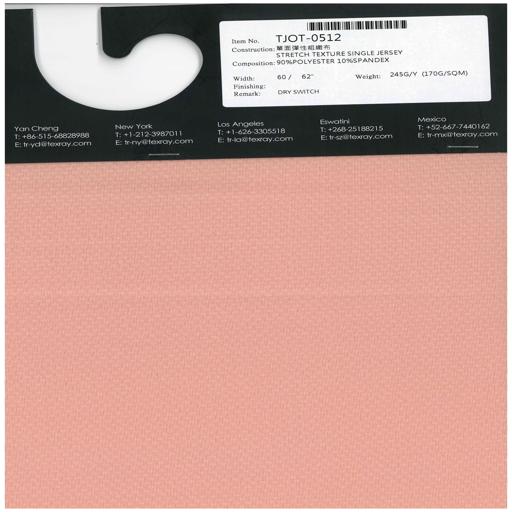 Item No. TJOT-0512
Construction: 單面彈性組織布
STRETCH TEXTURE SINGLE JERSEY
Composition: 90%POLYESTER 10%SPANDEX
Width: 60 / 62" Weight: 245G/Y (170G/SQM)
Finishing:
Remark: DRY SWITCH
Yan Cheng
T: +86-515-68828988
E: tr-yd@texray.com
New York
T: +1-212-3987011
E: tr-ny@texray.com
Los Angeles
T: +1-626-3305518
E: tr-la@texray.com
Eswatini
T: +268-25188215
E: tr-sz@texray.com
Mexico
T: +52-667-7440162
E: tr-mx@texray.com